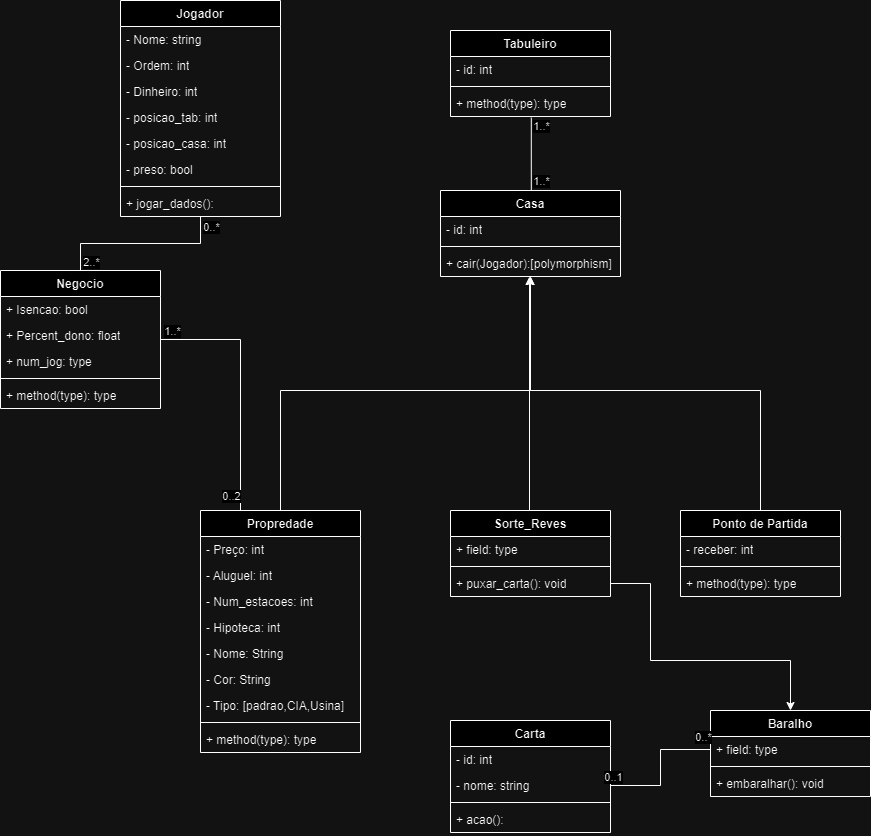 Jogador
- Nome: string
- Ordem: int
- Dinheiro: int
- posicao_tab: int
- posicao_casa: int
- preso: bool
+ jogar_dados():
0..*
Tabuleiro
- id: int
+ method(type): type
1..*
1..*
Casa
- id: int
+ cair(Jogador):[polymorphism]
2..*
Negocio
+ Isencao: bool
+ Percent_dono: float
+ num_jog: type
+ method(type): type
1..*
0..2
Propredade
- Preço: int
- Aluguel: int
- Num_estacoes: int
- Hipoteca: int
- Nome: String
- Cor: String
- Tipo: [padrao,CIA,Usina]
+ method(type): type
Sorte_Reves
+ field: type
+ puxar_carta(): void
Ponto de Partida
- receber: int
+ method(type): type
Carta
- id: int
- nome: string
+ acao():
0..1
0..*
Baralho
+ field: type
+ embaralhar(): void